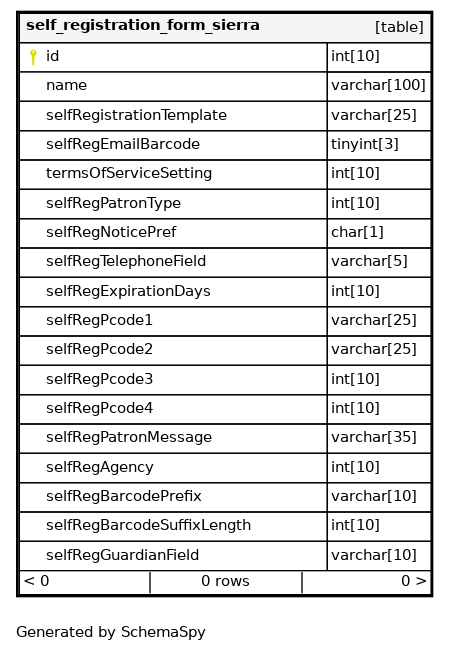 self_registration_form_sierra [table]
id int[10]
name varchar[100]
selfRegistrationTemplate varchar[25]
selfRegEmailBarcode tinyint[3]
termsOfServiceSetting int[10]
selfRegPatronType int[10]
selfRegNoticePref char[1]
selfRegTelephoneField varchar[5]
selfRegExpirationDays int[10]
selfRegPcode1 varchar[25]
selfRegPcode2 varchar[25]
selfRegPcode3 int[10]
selfRegPcode4 int[10]
selfRegPatronMessage varchar[35]
selfRegAgency int[10]
selfRegBarcodePrefix varchar[10]
selfRegBarcodeSuffixLength int[10]
selfRegGuardianField varchar[10]
< 0 0 rows 0 >
Generated by SchemaSpy